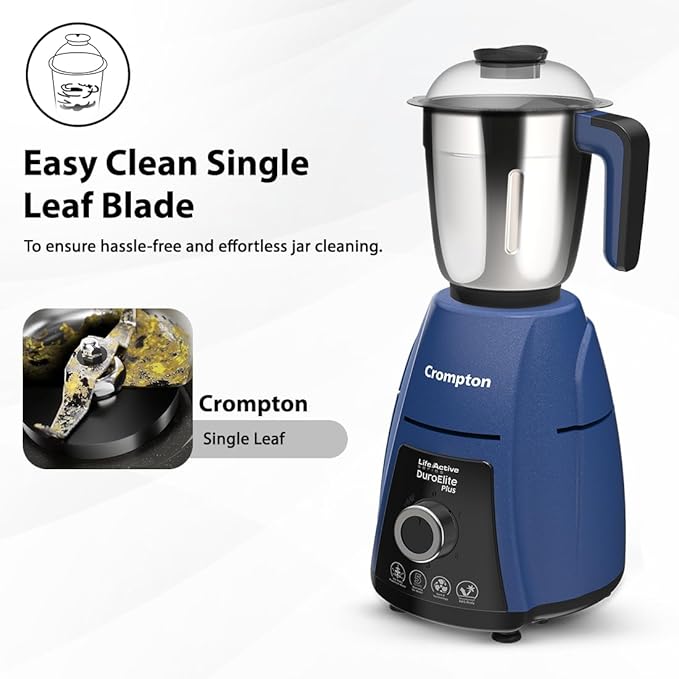 Easy Clean Single
Leaf Blade
To ensure hassle-free and effortless jar cleaning.
Crompton
Single Leaf
Crompton
Life Active
SERIES
DuroElite
Plus